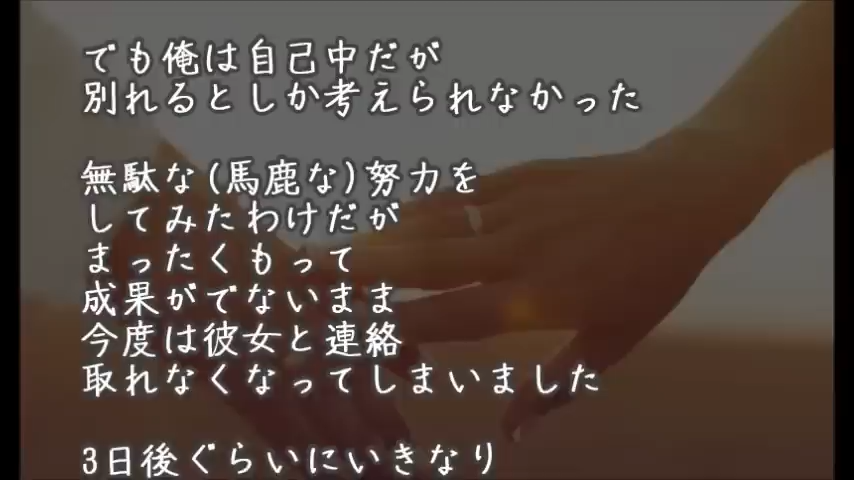 でも俺は自己中だが
別れるとしか考えられなかった
無駄な(馬鹿な)努力を
してみたわけだが
まったくもって
成果がでないまま
今度は彼女と連絡
取れなくなってしまいました
3日後ぐらいにいきなり